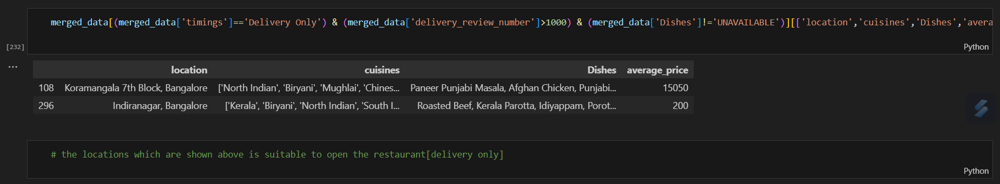 merged_data[(merged_data['timings']=='Delivery Only') & (merged_data['delivery_review_number']>1000) & (merged_data['Dishes']!='UNAVAILABLE')][['location','cuisines','Dishes','avera
[232]
Python
...
location cuisines Dishes average_price
108 Koramangala 7th Block, Bangalore ['North Indian', 'Biryani', 'Mughlai', 'Chines... Paneer Punjabi Masala, Afghan Chicken, Punjabi... 15050
296 Indiranagar, Bangalore ['Kerala', 'Biryani', 'North Indian', 'South I... Roasted Beef, Kerala Parotta, Idiyappam, Porot... 200
# the locations which are shown above is suitable to open the restaurant[delivery only]
Python